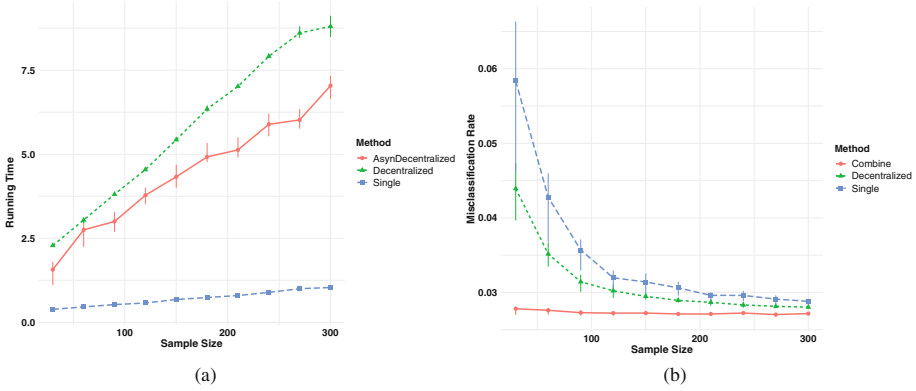 Running Time
7.5
5.0
2.5
0.0
100
200
300
Sample Size
Method
AsynDecentralized
Decentralized
Single
(a)
Misclassification Rate
0.06
0.05
0.04
0.03
100
200
300
Sample Size
Method
Combine
Decentralized
Single
(b)